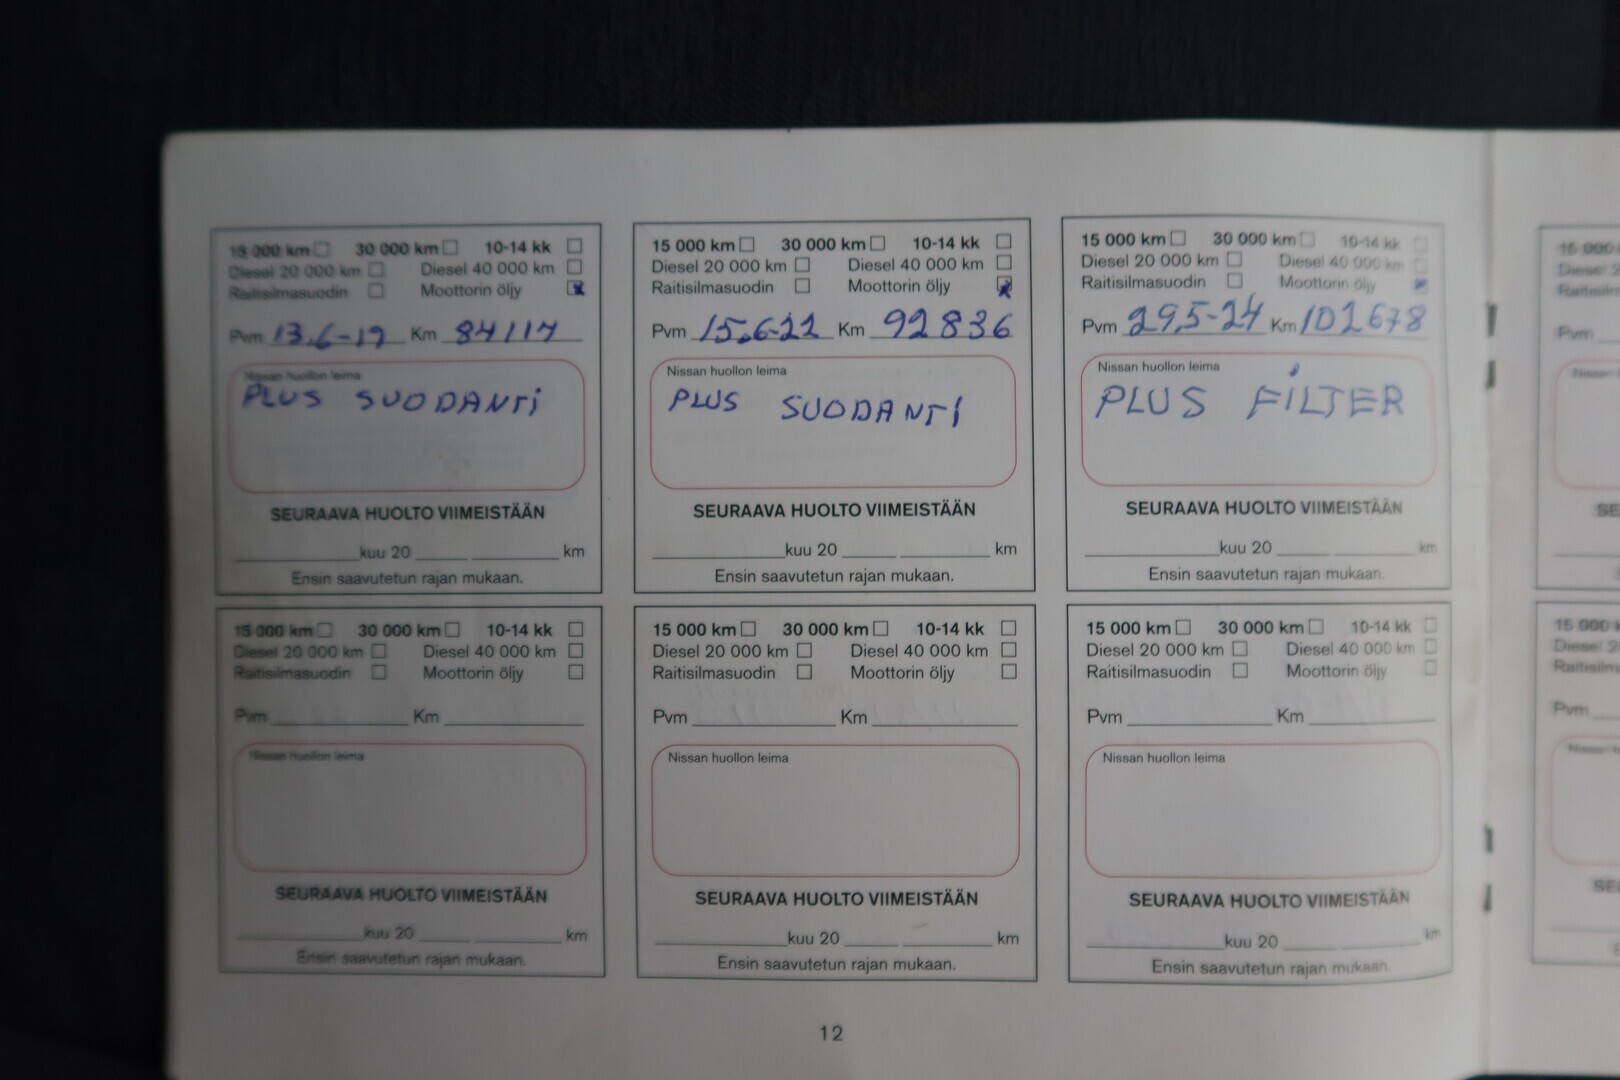 15 000 km 30 000 km 10-14 kk
Diesel 20 000 km Diesel 40 000 km
Raitisilmasuodin Moottorin öljy
Pvm 13.6-19 Km 84117
Nissan huollon leima
PLUS SUODANTi
SEURAAVA HUOLTO VIIMEISTÄÄN
kuu 20 km
Ensin saavutetun rajan mukaan.
15 000 km 30 000 km 10-14 kk
Diesel 20 000 km Diesel 40 000 km
Raitisilmasuodin Moottorin öljy
Pvm 15.6-22 Km 92836
Nissan huollon leima
PLUS SUODANTi
SEURAAVA HUOLTO VIIMEISTÄÄN
kuu 20 km
Ensin saavutetun rajan mukaan.
15 000 km 30 000 km 10-14 kk
Diesel 20 000 km Diesel 40 000 km
Raitisilmasuodin Moottorin öljy
Pvm 29.5-24 Km 102678
Nissan huollon leima
PLUS FiLTER
SEURAAVA HUOLTO VIIMEISTÄÄN
kuu 20 km
Ensin saavutetun rajan mukaan.
15 000 km 30 000 km 10-14 kk
Diesel 20 000 km Diesel 40 000 km
Raitisilmasuodin Moottorin öljy
Pvm Km
Nissan huollon leima
SEURAAVA HUOLTO VIIMEISTÄÄN
kuu 20 km
Ensin saavutetun rajan mukaan.
15 000 km 30 000 km 10-14 kk
Diesel 20 000 km Diesel 40 000 km
Raitisilmasuodin Moottorin öljy
Pvm Km
Nissan huollon leima
SEURAAVA HUOLTO VIIMEISTÄÄN
kuu 20 km
Ensin saavutetun rajan mukaan.
15 000 km 30 000 km 10-14 kk
Diesel 20 000 km Diesel 40 000 km
Raitisilmasuodin Moottorin öljy
Pvm Km
Nissan huollon leima
SEURAAVA HUOLTO VIIMEISTÄÄN
kuu 20 km
Ensin saavutetun rajan mukaan.
12